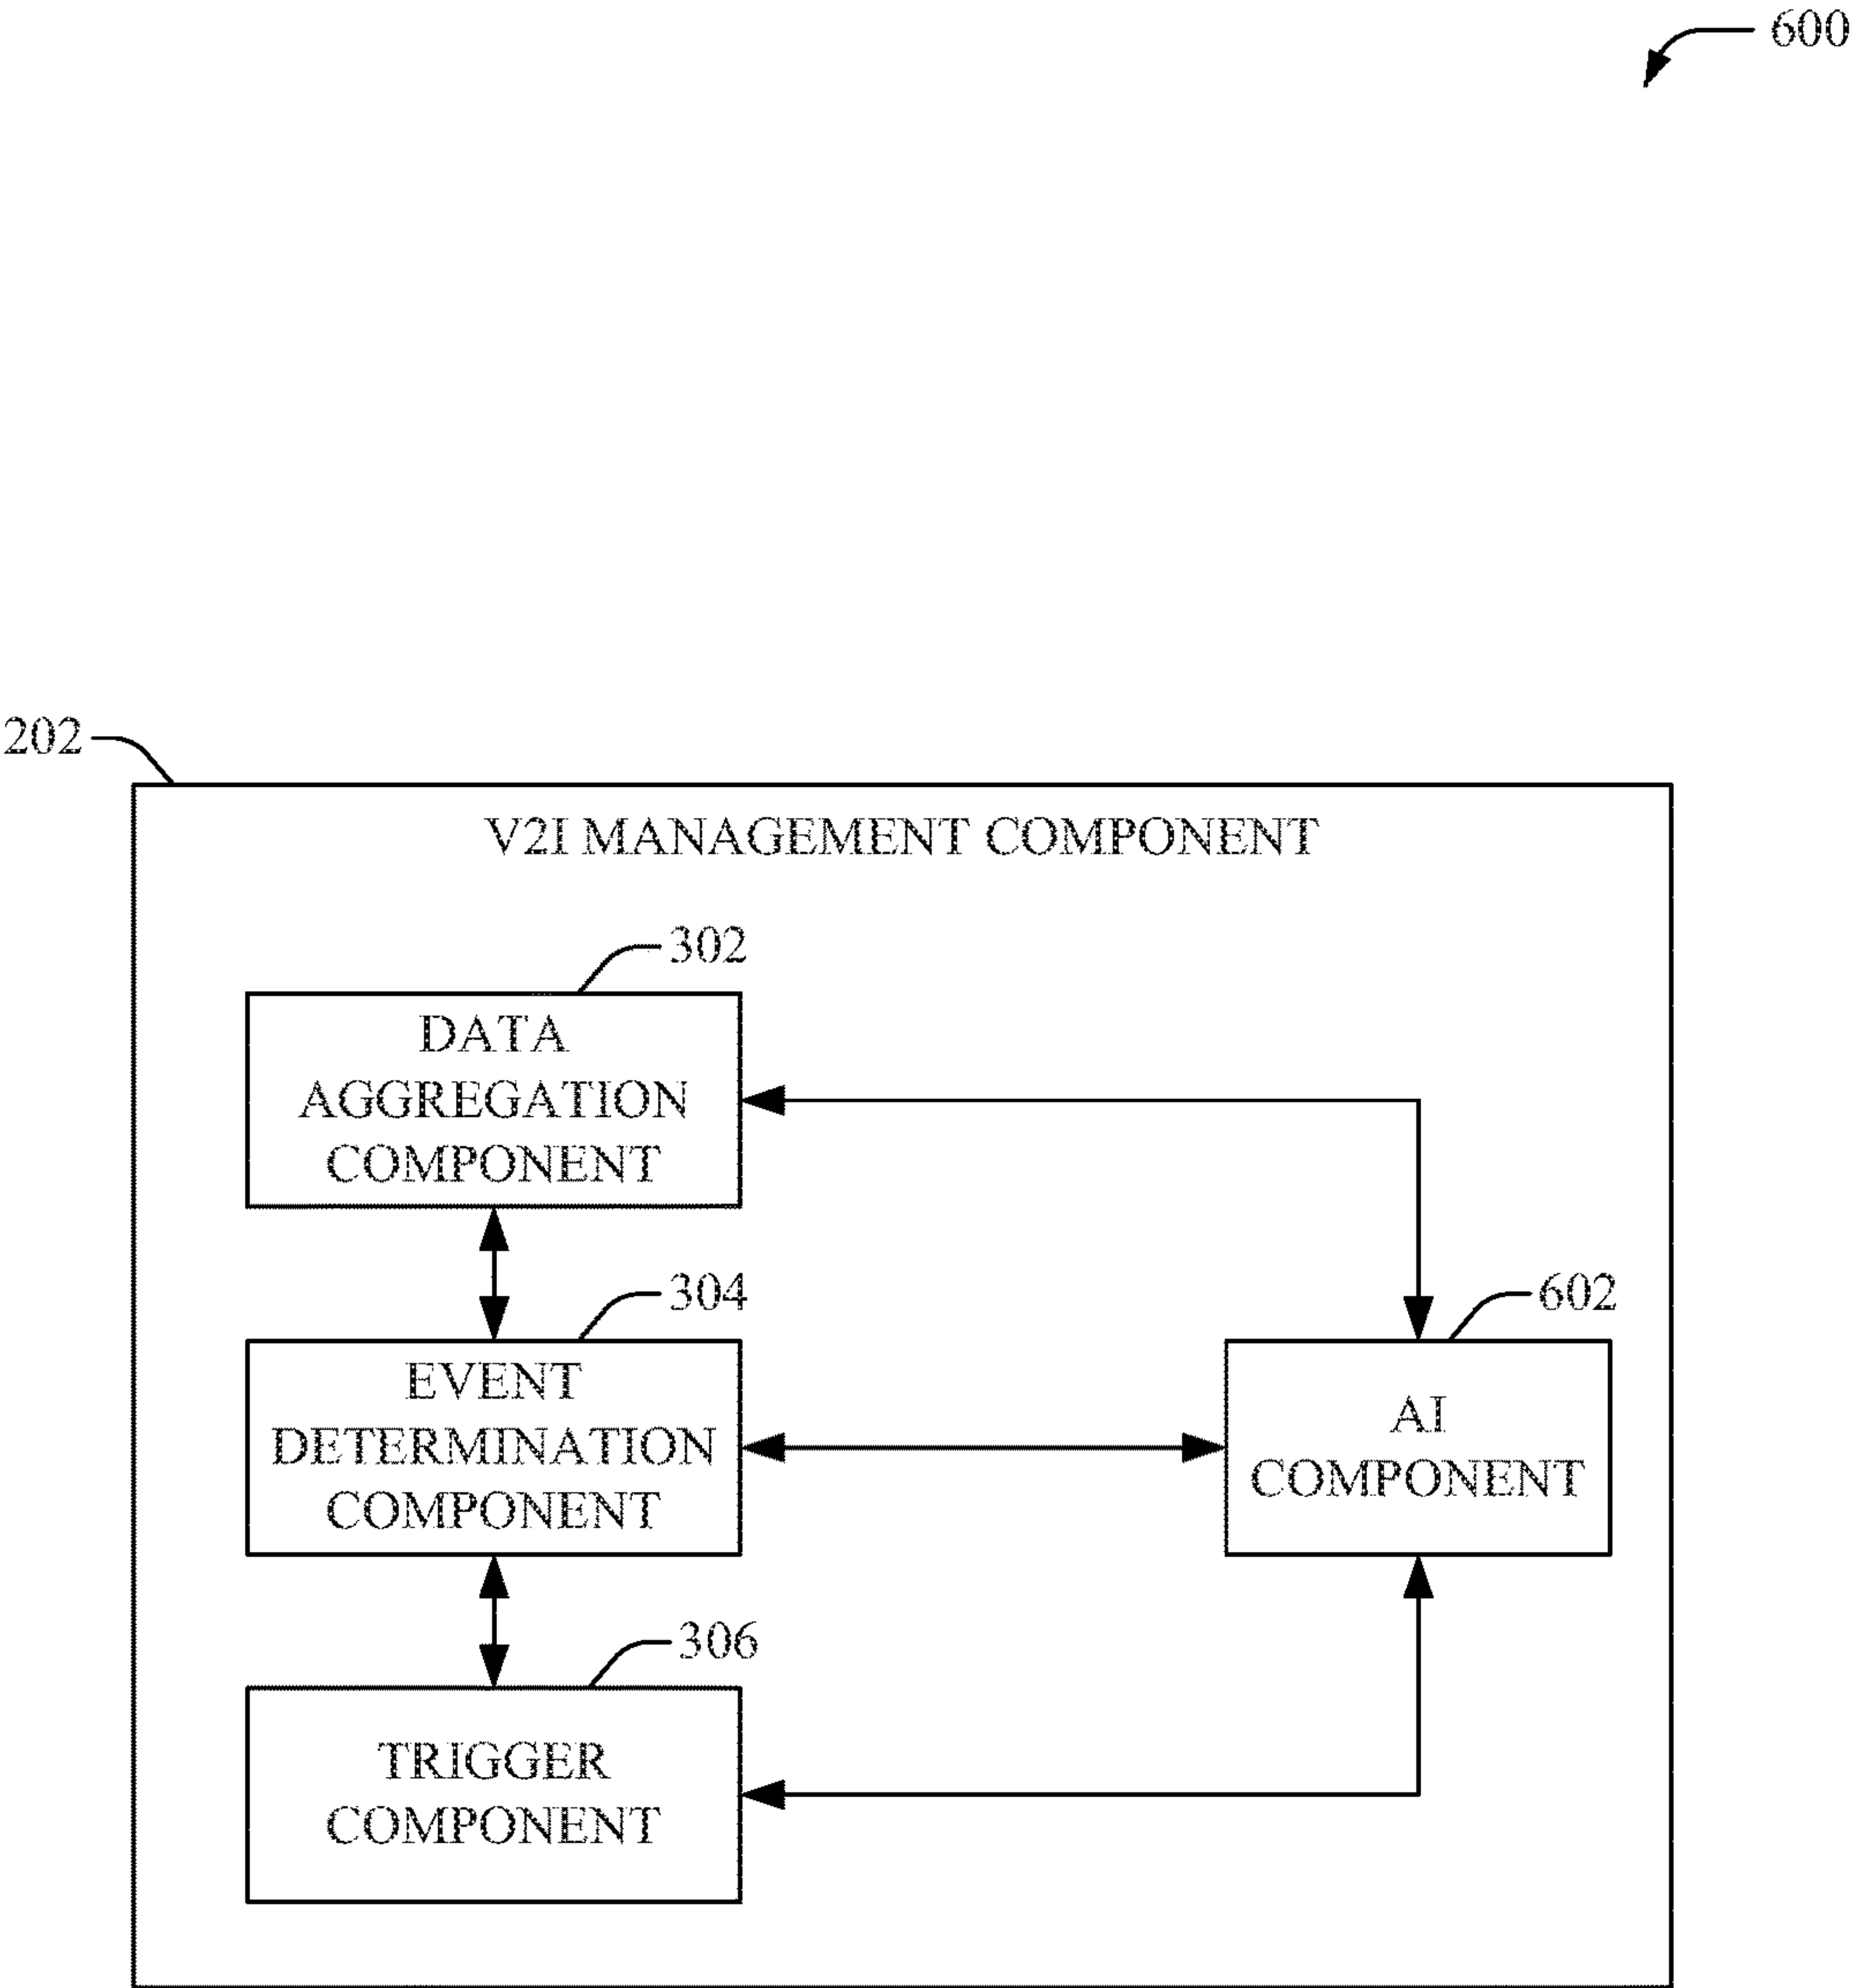 600
202
V2I MANAGEMENT COMPONENT
302
DATA
AGGREGATION
COMPONENT
304
EVENT
DETERMINATION
COMPONENT
602
AI
COMPONENT
306
TRIGGER
COMPONENT